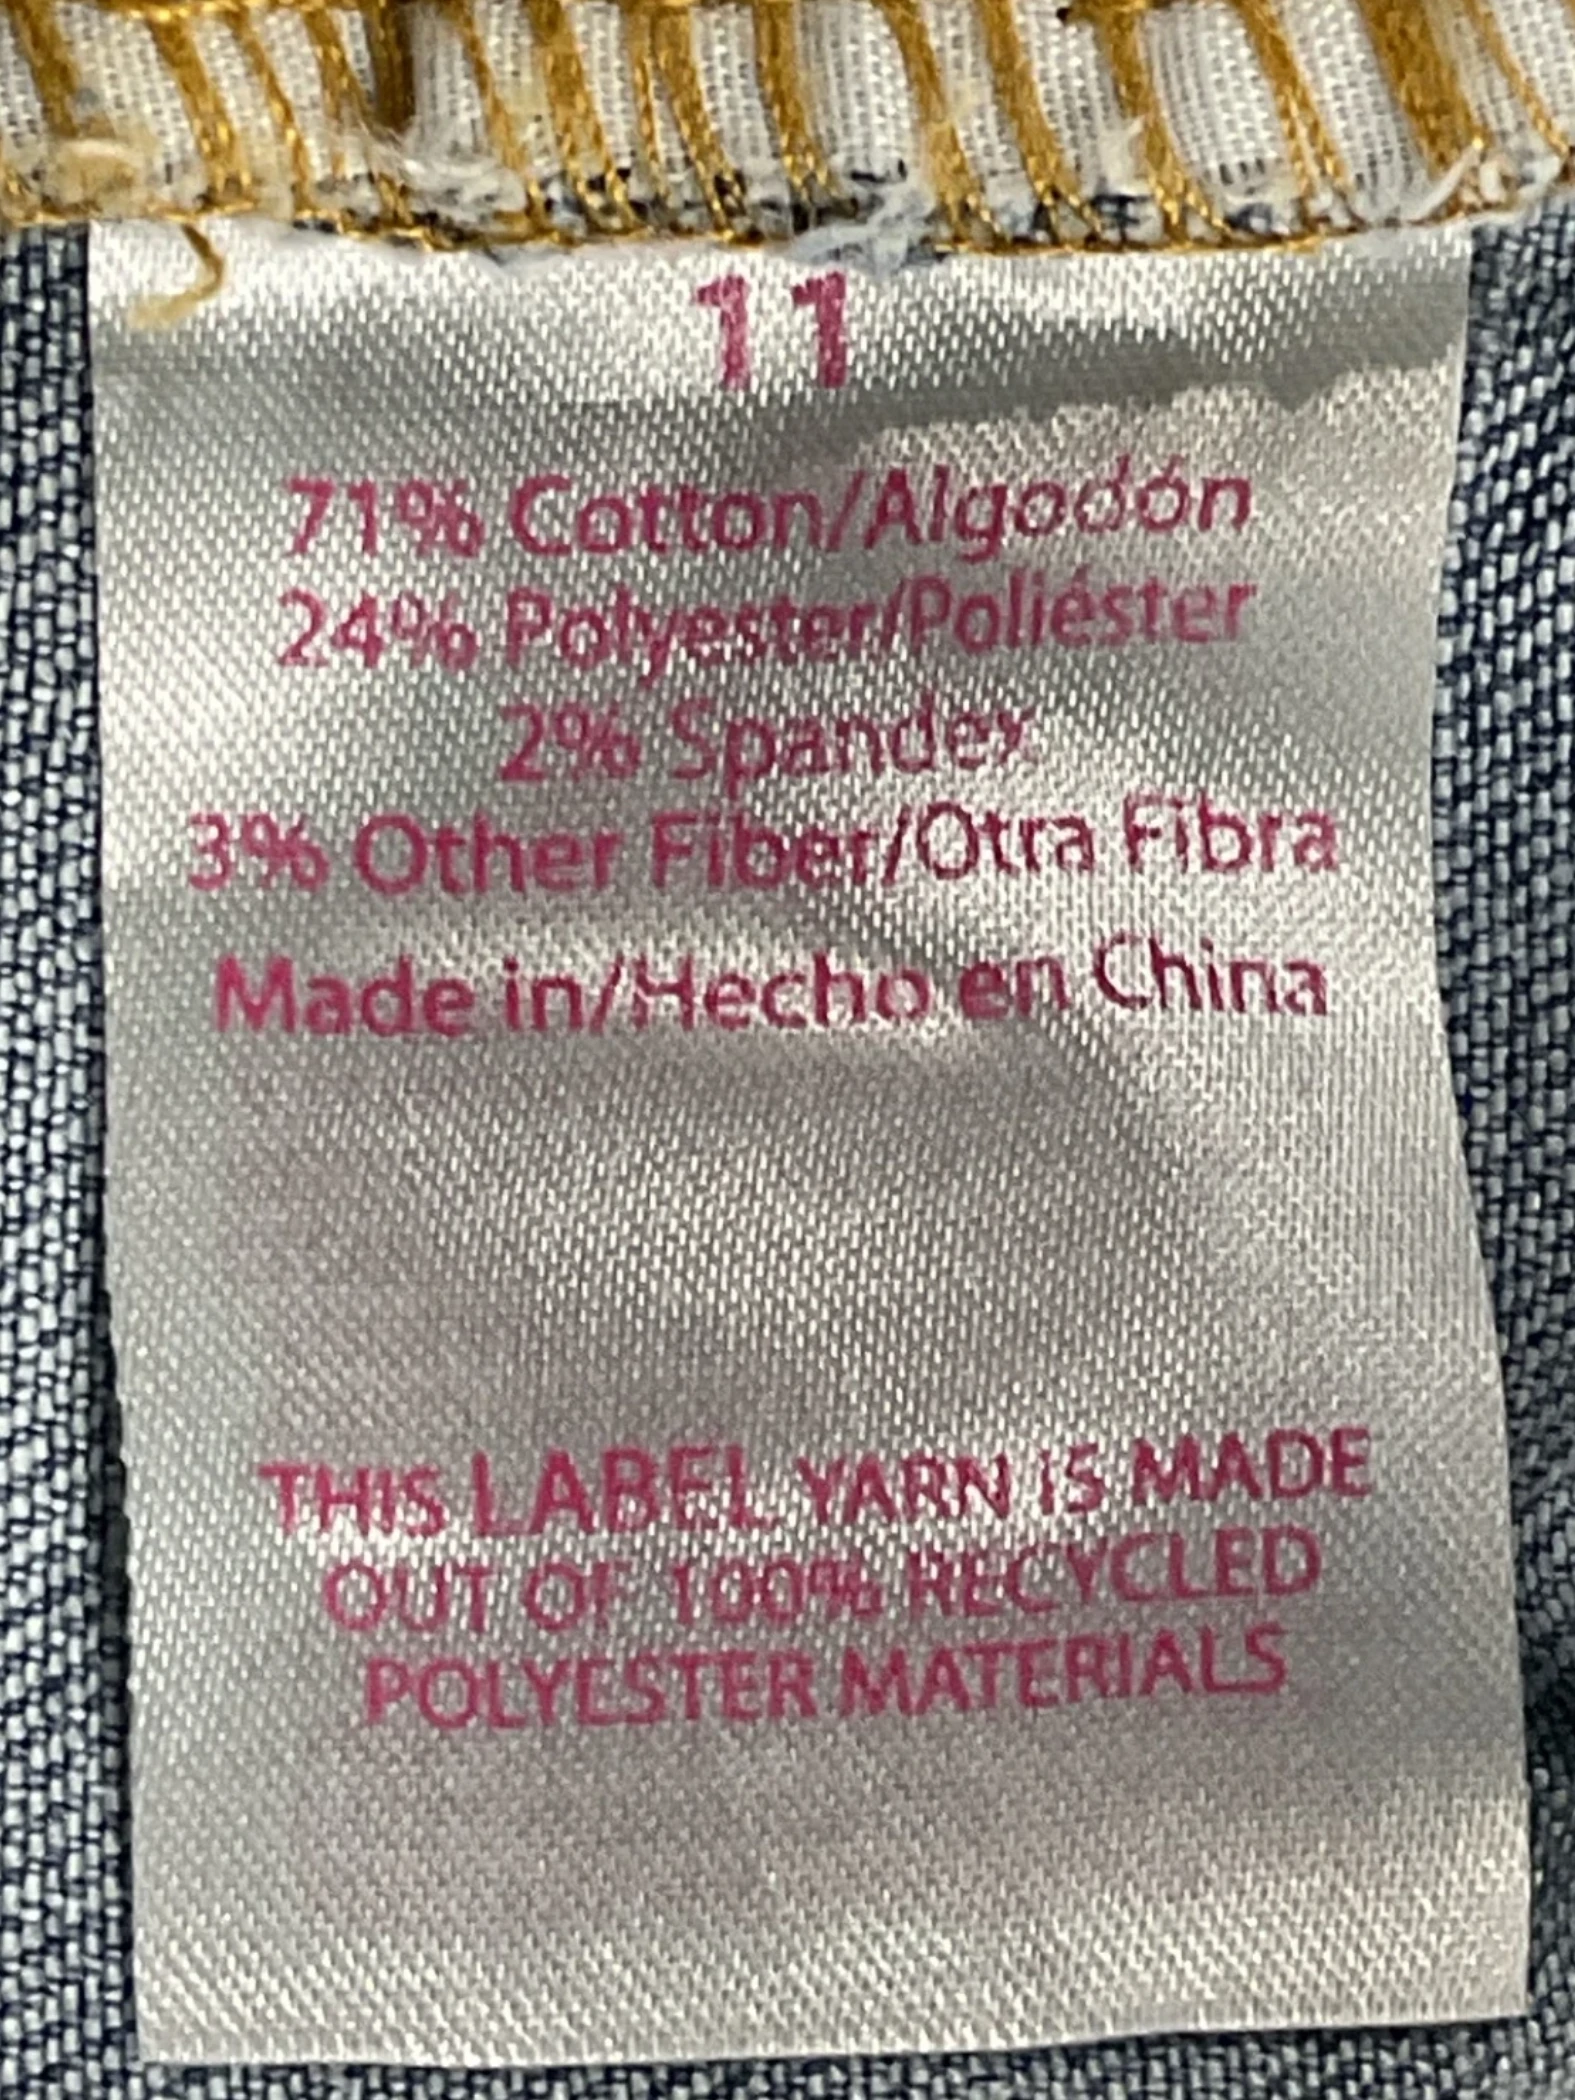 11
71% Cotton/Algodón
24% Polyester/Poliéster
2% Spandex
3% Other Fiber/Otra Fibra
Made in/Hecho en China
THIS LABEL YARN IS MADE
OUT OF 100% RECYCLED
POLYESTER MATERIALS